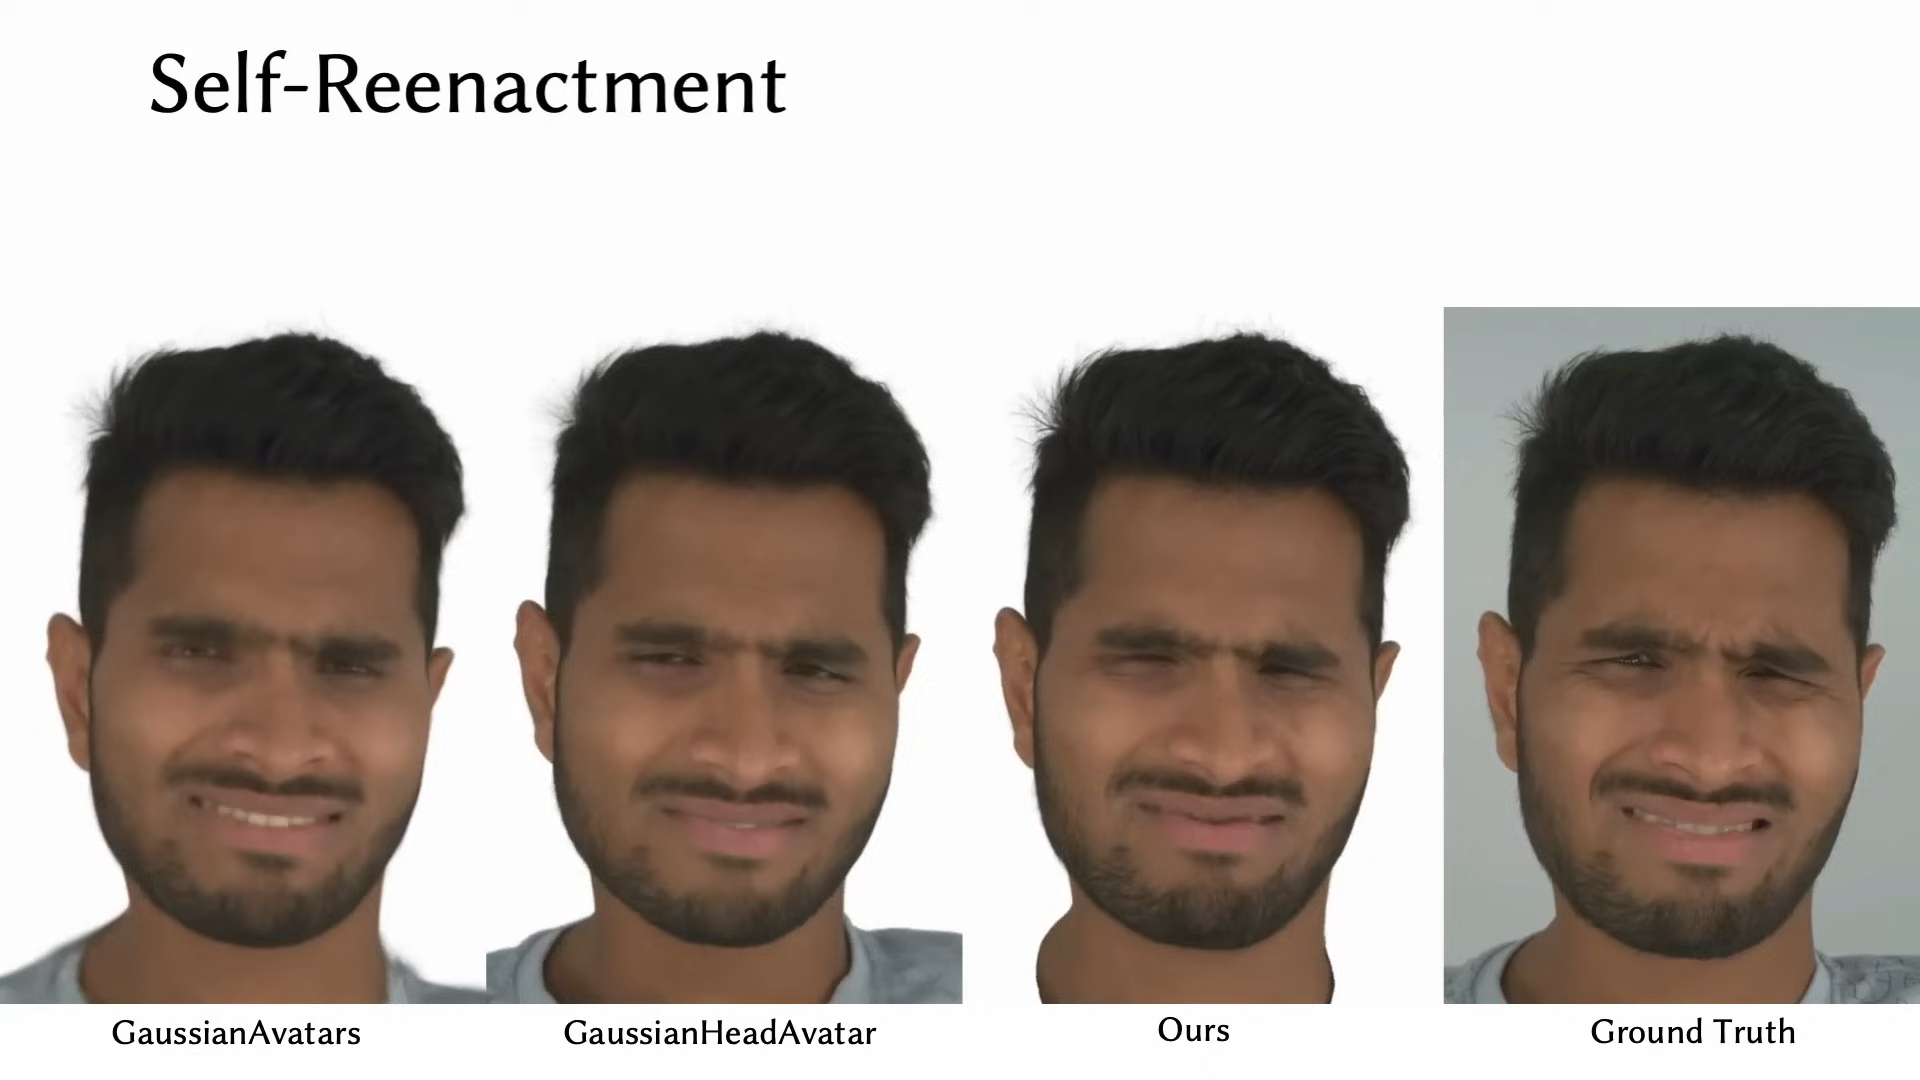 Self-Reenactment
GaussianAvatars
GaussianHeadAvatar
Ours
Ground Truth